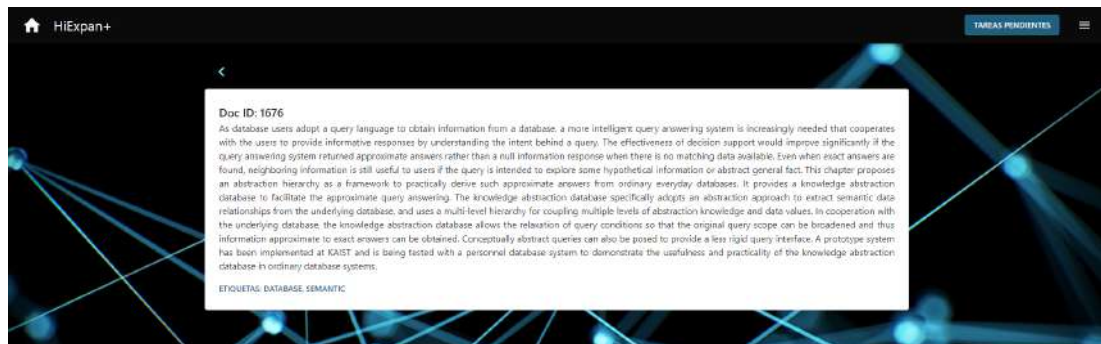 HiExpan+
TAREAS PENDIENTES
Doc ID: 1676
As database users adopt a query language to obtain information from a database, a more intelligent query answering system is increasingly needed that cooperates
with the users to provide informative responses by understanding the intent behind a query. The effectiveness of decision support would improve significantly if the
query answering system returned approximate answers rather than a null information response when there is no matching data available. Even when exact answers are
found, neighboring information is still useful to users if the query is intended to explore some hypothetical information or abstract general fact. This chapter proposes
an abstraction hierarchy as a framework to practically derive such approximate answers from ordinary everyday databases. It provides a knowledge abstraction
database to facilitate the approximate query answering. The knowledge abstraction database specifically adopts an abstraction approach to extract semantic data
relationships from the underlying database, and uses a multi-level hierarchy for coupling multiple levels of abstraction knowledge and data values. In cooperation with
the underlying database, the knowledge abstraction database allows the relaxation of query conditions so that the original query scope can be broadened and thus
information approximate to exact answers can be obtained. Conceptually abstract queries can also be posed to provide a less rigid query interface. A prototype system
has been implemented at KAIST and is being tested with a personnel database system to demonstrate the usefulness and practicality of the knowledge abstraction
database in ordinary database systems.
ETIQUETAS: DATABASE, SEMANTIC